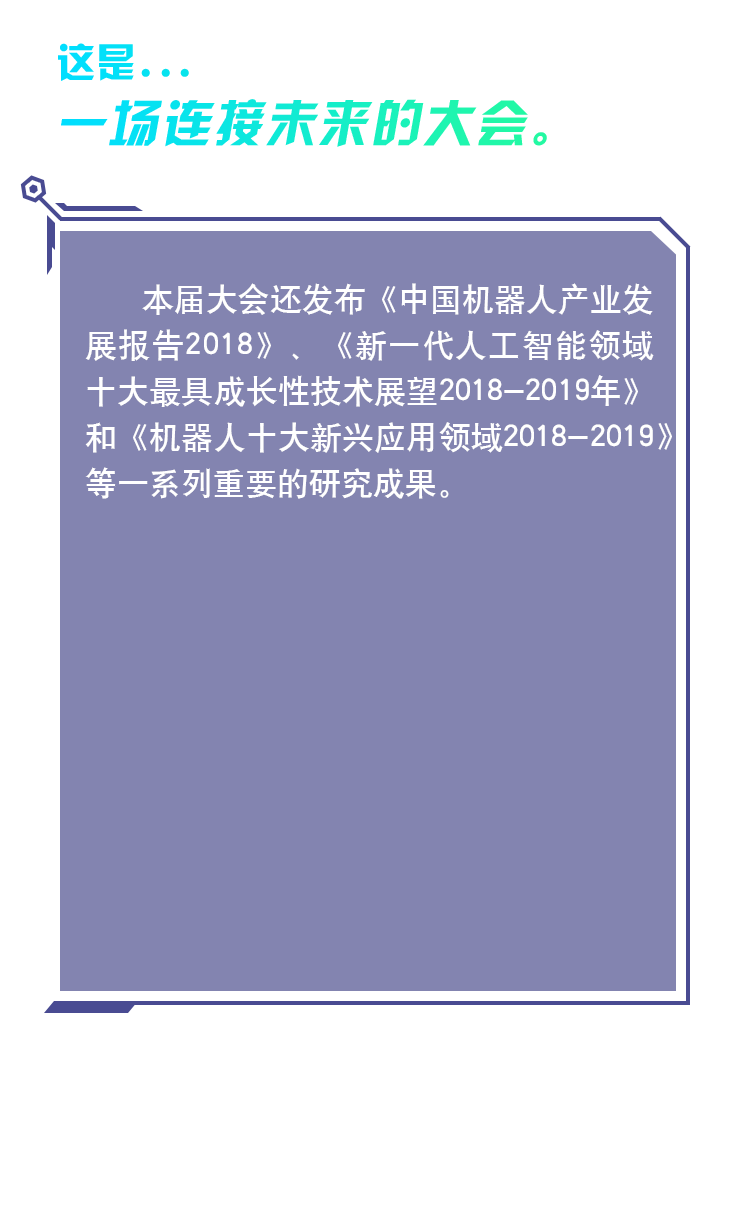 这是...
一场连接未来的大会。
本届大会还发布《中国机器人产业发
展报告2018》、《新一代人工智能领域
十大最具成长性技术展望2018-2019年》
和《机器人十大新兴应用领域2018-2019》
等一系列重要的研究成果。